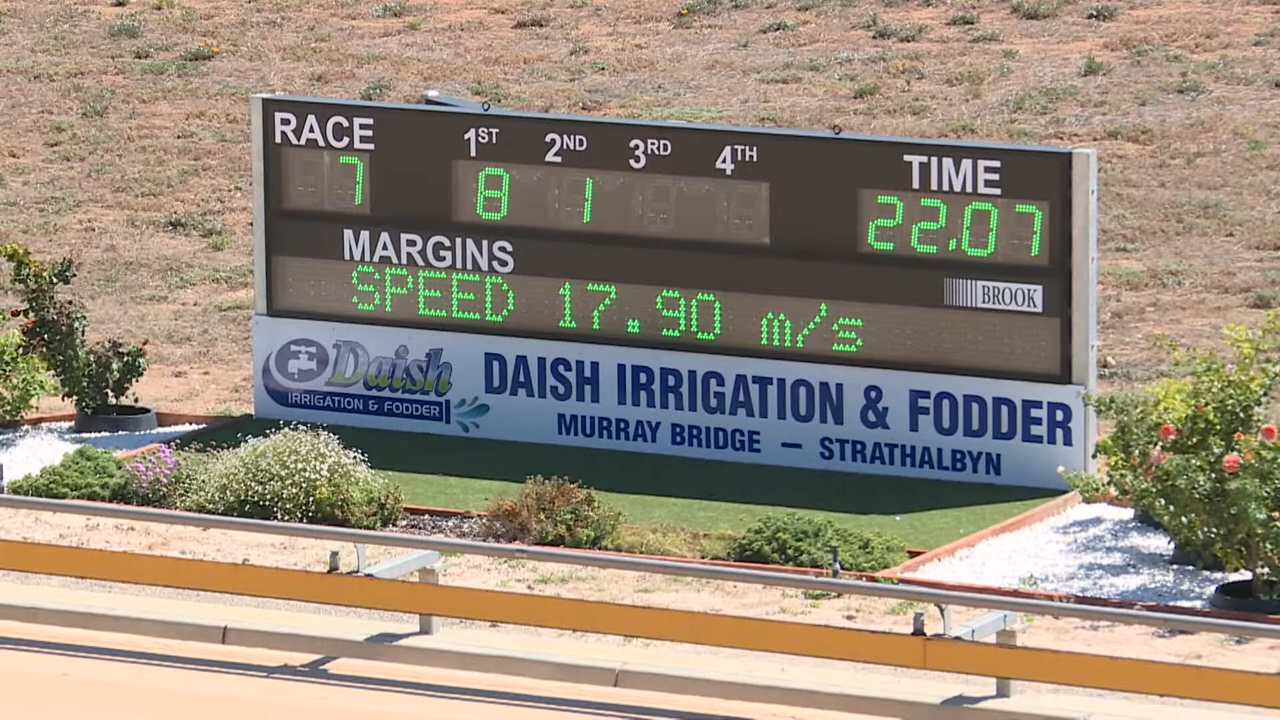 RACE 1ST 2ND 3RD 4TH TIME
7 8 1 22.07
MARGINS
BROOK
SPEED 17.90 m/s
Daish
IRRIGATION & FODDER
DAISH IRRIGATION & FODDER
MURRAY BRIDGE – STRATHALBYN